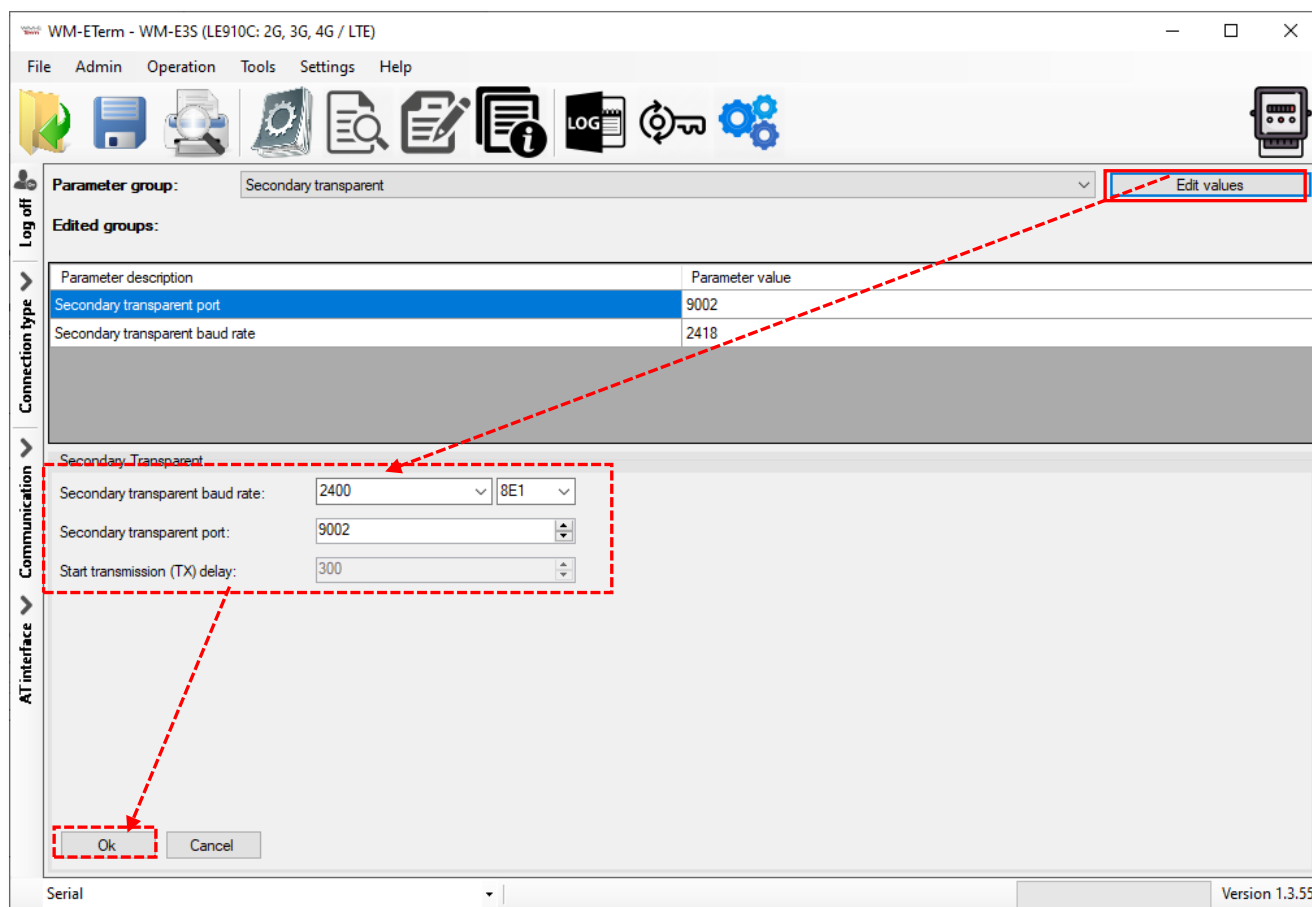 WM-ETerm - WM-E3S (LE910C: 2G, 3G, 4G / LTE)
File Admin Operation Tools Settings Help
LOG
Log off
Connection type
Communication
AT interface
Parameter group: Secondary transparent Edit values
Edited groups:
Parameter description Parameter value
Secondary transparent port 9002
Secondary transparent baud rate 2418
Secondary Transparent
Secondary transparent baud rate: 2400 8E1
Secondary transparent port: 9002
Start transmission (TX) delay: 300
Ok Cancel
Serial Version 1.3.55